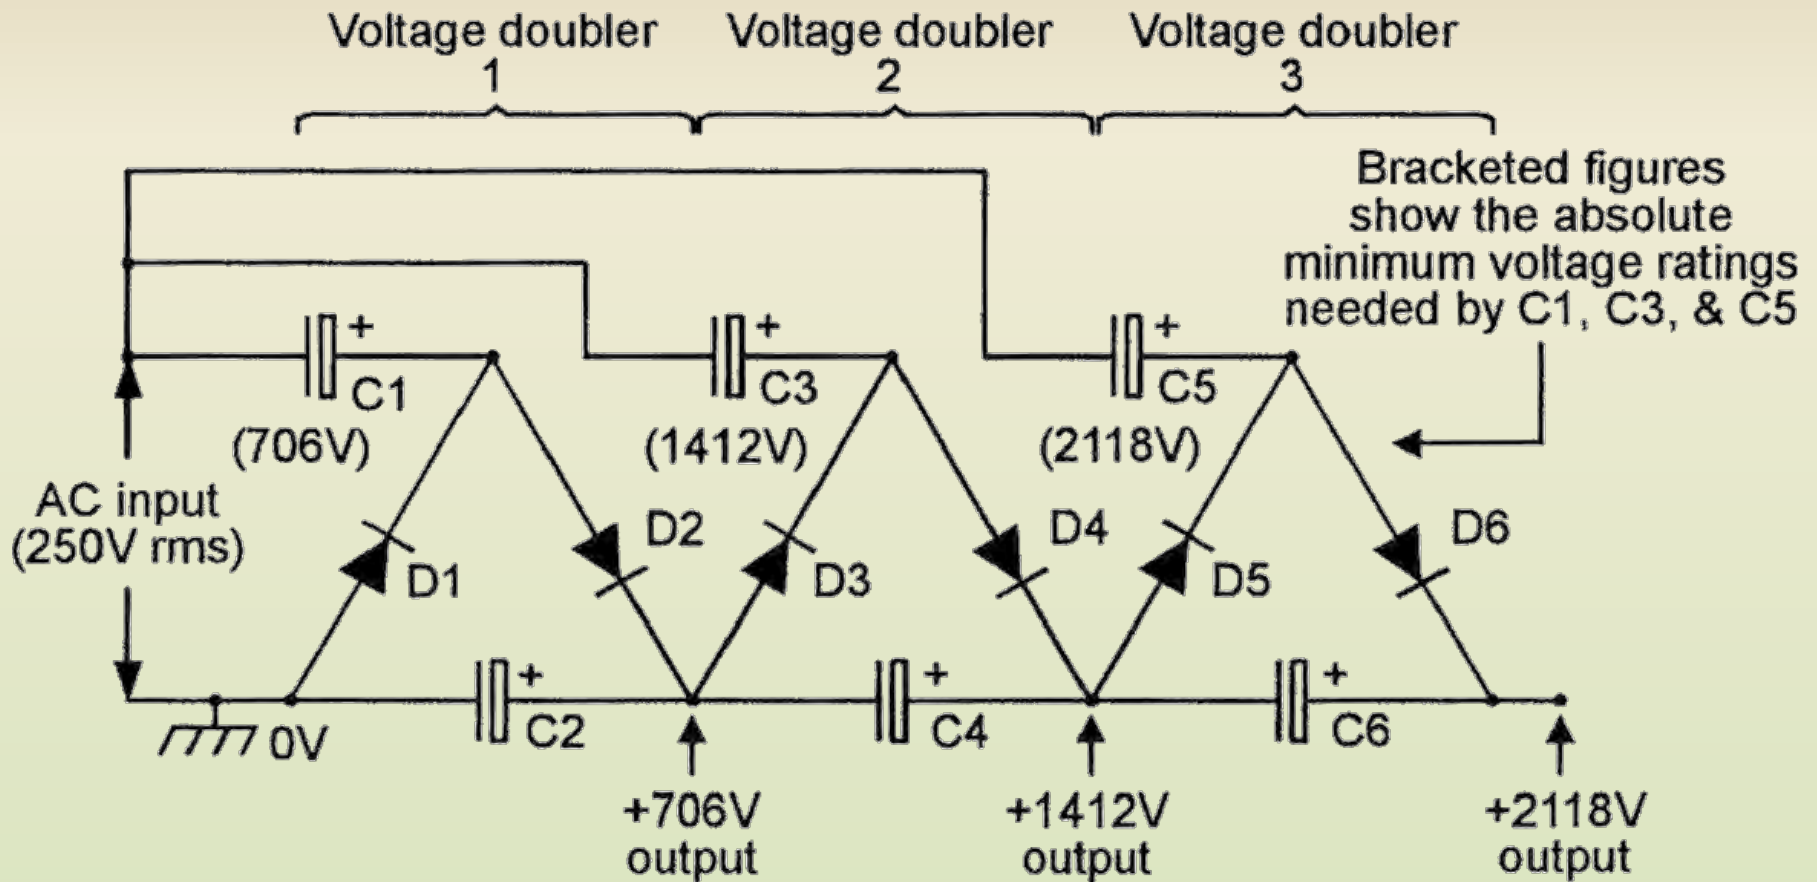 Voltage doubler
1
Voltage doubler
2
Voltage doubler
3
Bracketed figures
show the absolute
minimum voltage ratings
needed by C1, C3, & C5
+
C1
(706V)
+
C3
(1412V)
+
C5
(2118V)
AC input
(250V rms)
D1
D2
D3
D4
D5
D6
0V
+
C2
+
C4
+
C6
+706V
output
+1412V
output
+2118V
output